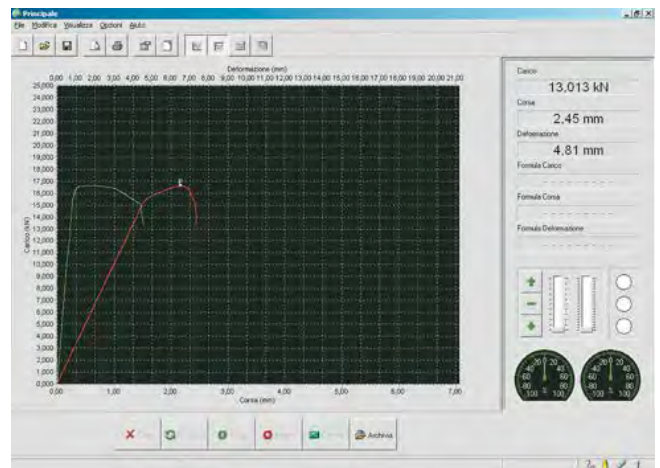 Principale
File Modifica Visualizza Opzioni Aiuto
Deformazione (mm)
0,00 1,00 2,00 3,00 4,00 5,00 6,00 7,00 8,00 9,00 10,00 11,00 12,00 13,00 14,00 15,00 16,00 17,00 18,00 19,00 20,00 21,00
25,000
24,000
23,000
22,000
21,000
20,000
19,000
18,000
17,000
16,000
15,000
14,000
13,000
12,000
11,000
10,000
9,000
8,000
7,000
6,000
5,000
4,000
3,000
2,000
1,000
0,000
Carico (kN)
0,00 1,00 2,00 3,00 4,00 5,00 6,00 7,00
Corsa (mm)
Carico
13,013 kN
Corsa
2,45 mm
Deformazione
4,81 mm
Formula Carico
Formula Corsa
Formula Deformazione
Archivia